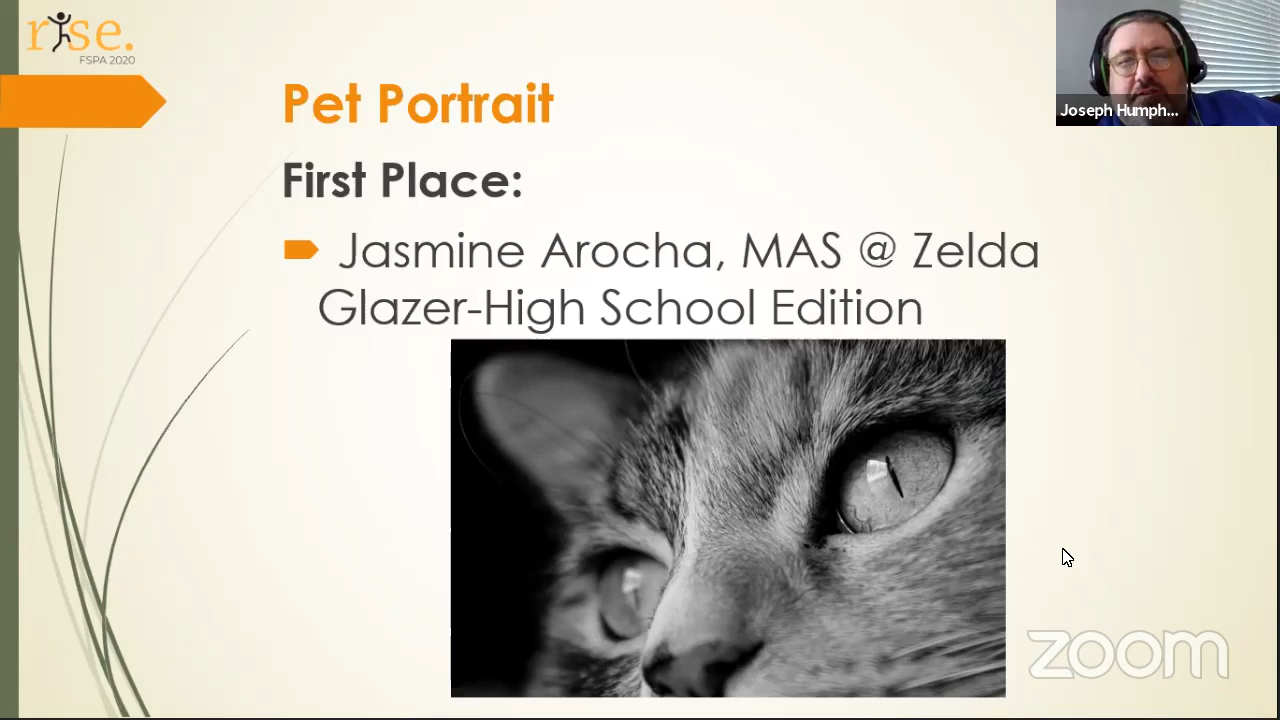 rise.
FSPA 2020
Joseph Humph...
Pet Portrait
First Place:
Jasmine Arocha, MAS @ Zelda
Glazer-High School Edition
zoom